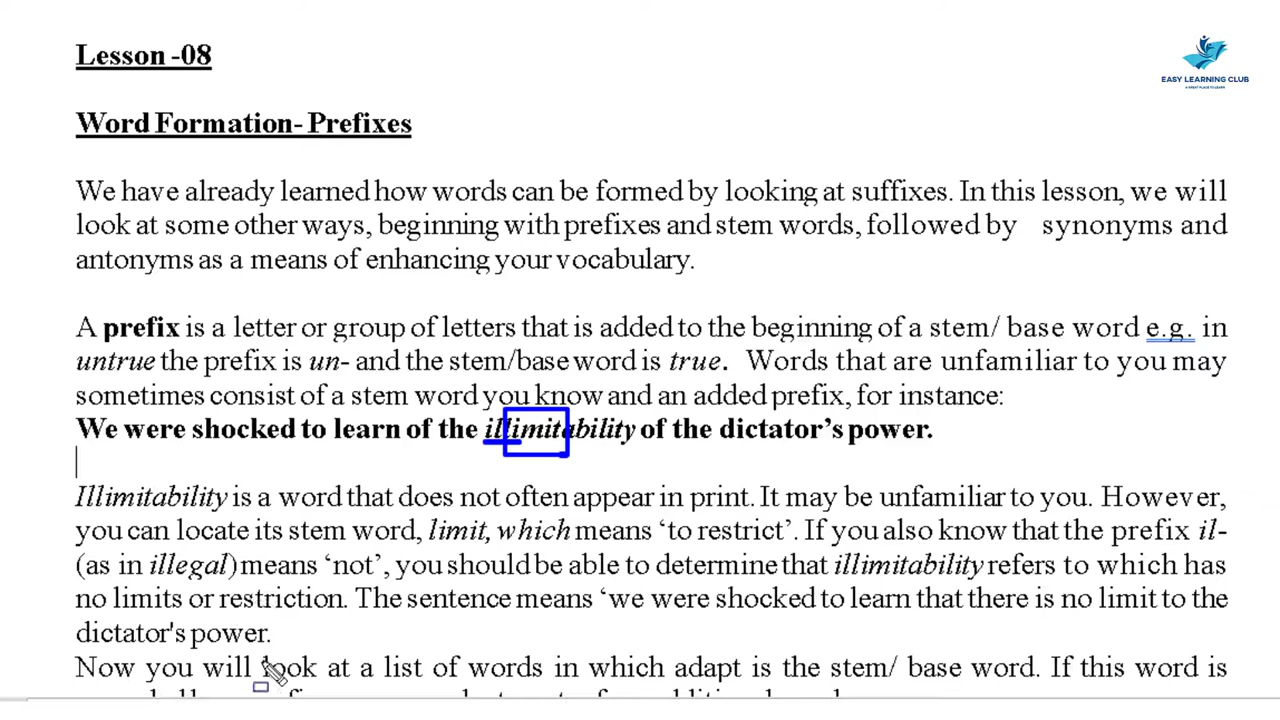 Lesson -08
EASY LEARNING CLUB
A GREAT PLACE TO LEARN
Word Formation- Prefixes
We have already learned how words can be formed by looking at suffixes. In this lesson, we will
look at some other ways, beginning with prefixes and stem words, followed by synonyms and
antonyms as a means of enhancing your vocabulary.
A prefix is a letter or group of letters that is added to the beginning of a stem/ base word e.g. in
untrue the prefix is un- and the stem/base word is true. Words that are unfamiliar to you may
sometimes consist of a stem word you know and an added prefix, for instance:
We were shocked to learn of the illimitability of the dictator’s power.
Illimitability is a word that does not often appear in print. It may be unfamiliar to you. However,
you can locate its stem word, limit, which means ‘to restrict’. If you also know that the prefix il-
(as in illegal) means ‘not’, you should be able to determine that illimitability refers to which has
no limits or restriction. The sentence means ‘we were shocked to learn that there is no limit to the
dictator's power.
Now you will look at a list of words in which adapt is the stem/ base word. If this word is